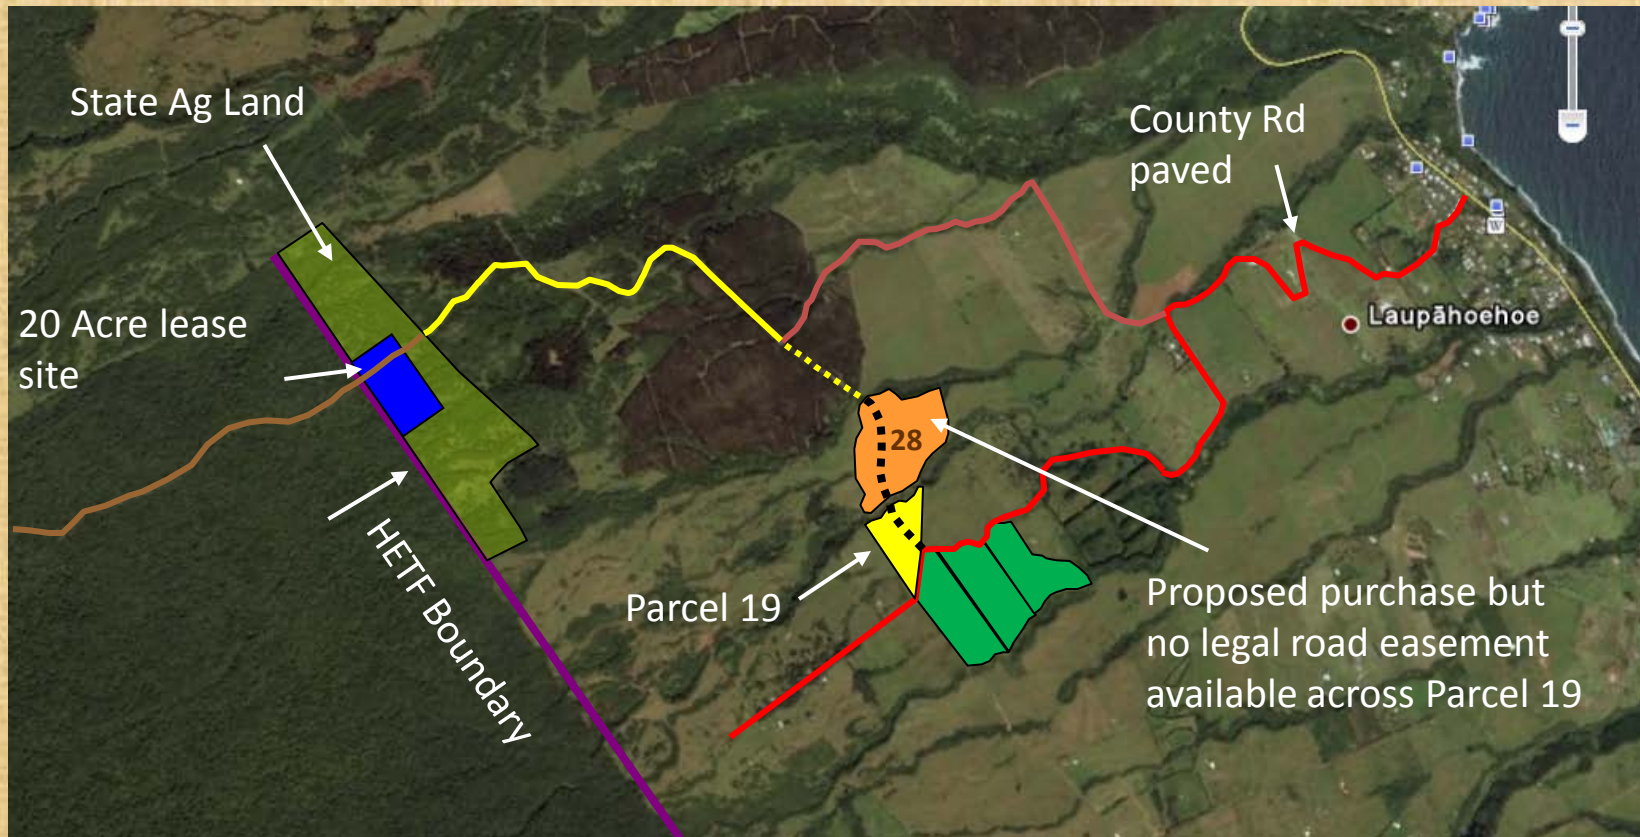 State Ag Land
County Rd
paved
20 Acre lease
site
Laupāhoehoe
W
28
HETF Boundary
Parcel 19
Proposed purchase but
no legal road easement
available across Parcel 19